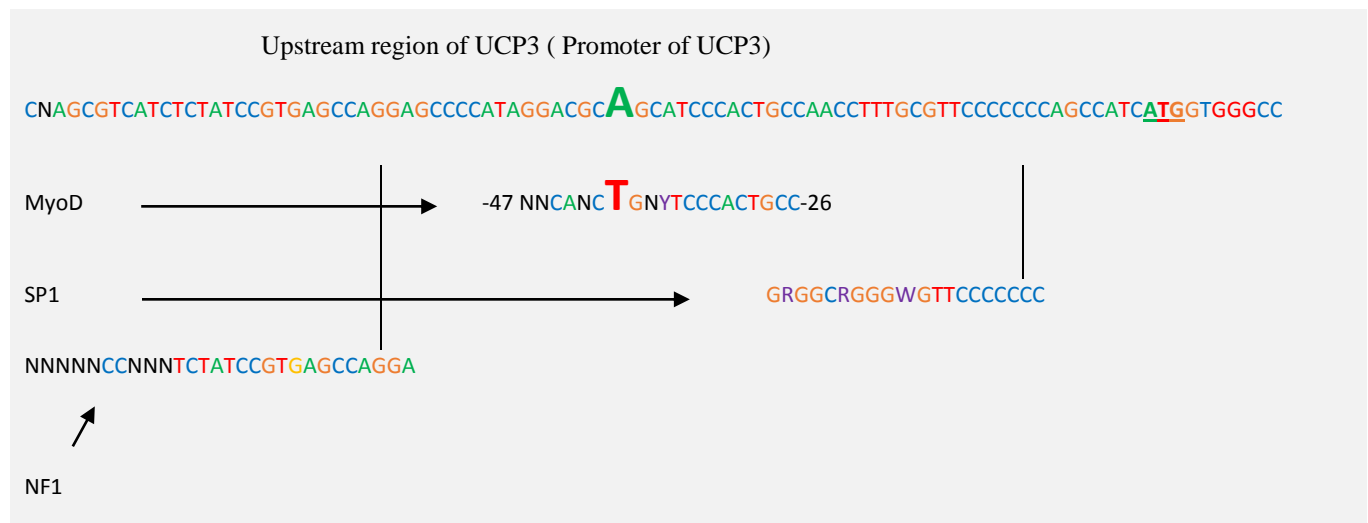 Upstream region of UCP3 ( Promoter of UCP3)
CNAGCGTCATCTCTATCCGTGAGCCAGGAGCCCCATAGGACGCAGCATCCCACTGCCAACCTTTGCGTTCCCCCCCAGCCATCATGGTGGGCC
MyoD -47 NNCANCTGNYTCCCACTGCC-26
SP1 GRGGCRGGGWGTTCCCCCCC
NNNNNCCNNNTCTATCCGTGAGCCAGGA
NF1